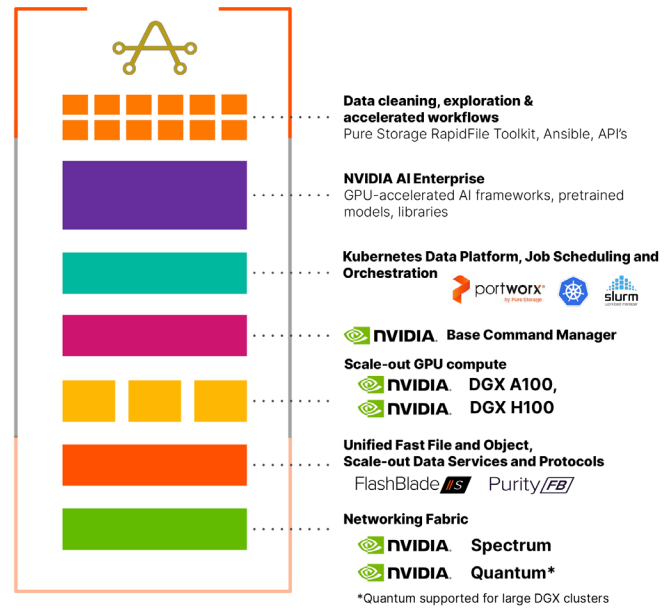 Data cleaning, exploration &
accelerated workflows
Pure Storage RapidFile Toolkit, Ansible, API's
NVIDIA AI Enterprise
GPU-accelerated AI frameworks, pretrained
models, libraries
Kubernetes Data Platform, Job Scheduling and
Orchestration
portworx®
by Pure Storage
slurm
workload manager
NVIDIA. Base Command Manager
Scale-out GPU compute
NVIDIA. DGX A100,
NVIDIA. DGX H100
Unified Fast File and Object,
Scale-out Data Services and Protocols
FlashBlade //S Purity //FB
Networking Fabric
NVIDIA. Spectrum
NVIDIA. Quantum*
*Quantum supported for large DGX clusters